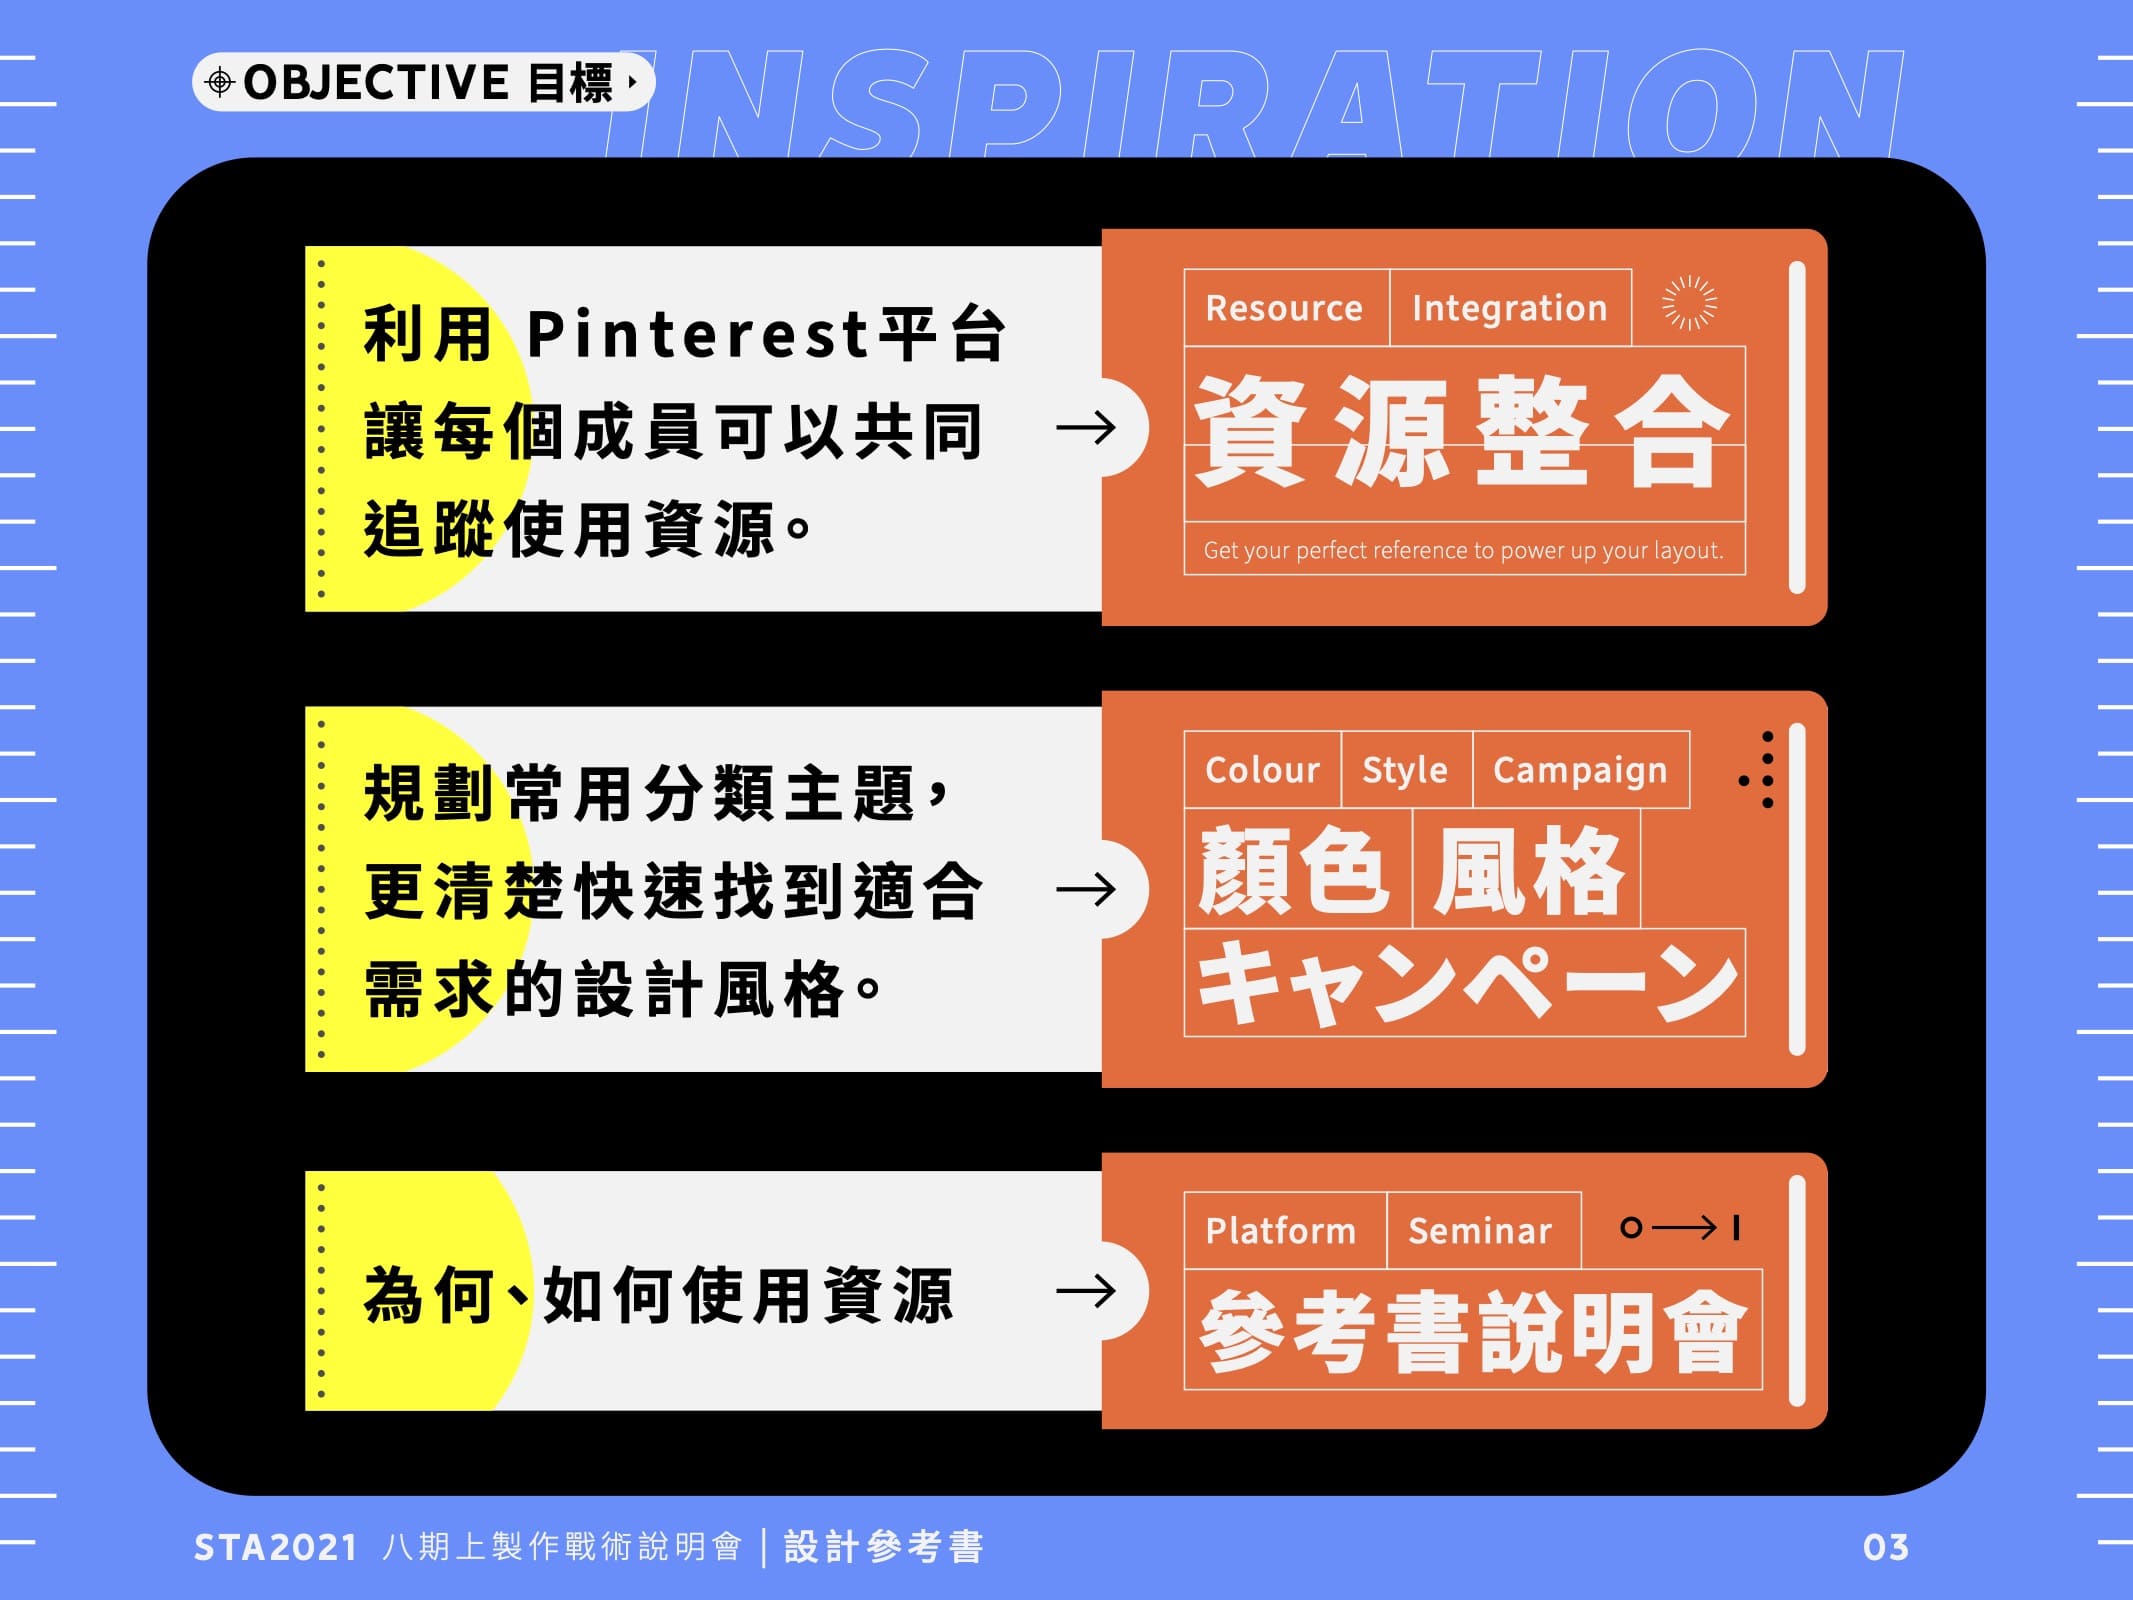 INSPIRATION
OBJECTIVE 目標
利用 Pinterest平台
讓每個成員可以共同
追蹤使用資源。
Resource Integration
資源整合
Get your perfect reference to power up your layout.
規劃常用分類主題，
更清楚快速找到適合
需求的設計風格。
Colour Style Campaign
顏色 風格
キャンペーン
為何、如何使用資源
Platform Seminar
參考書說明會
STA2021 八期上製作戰術說明會 | 設計參考書
03